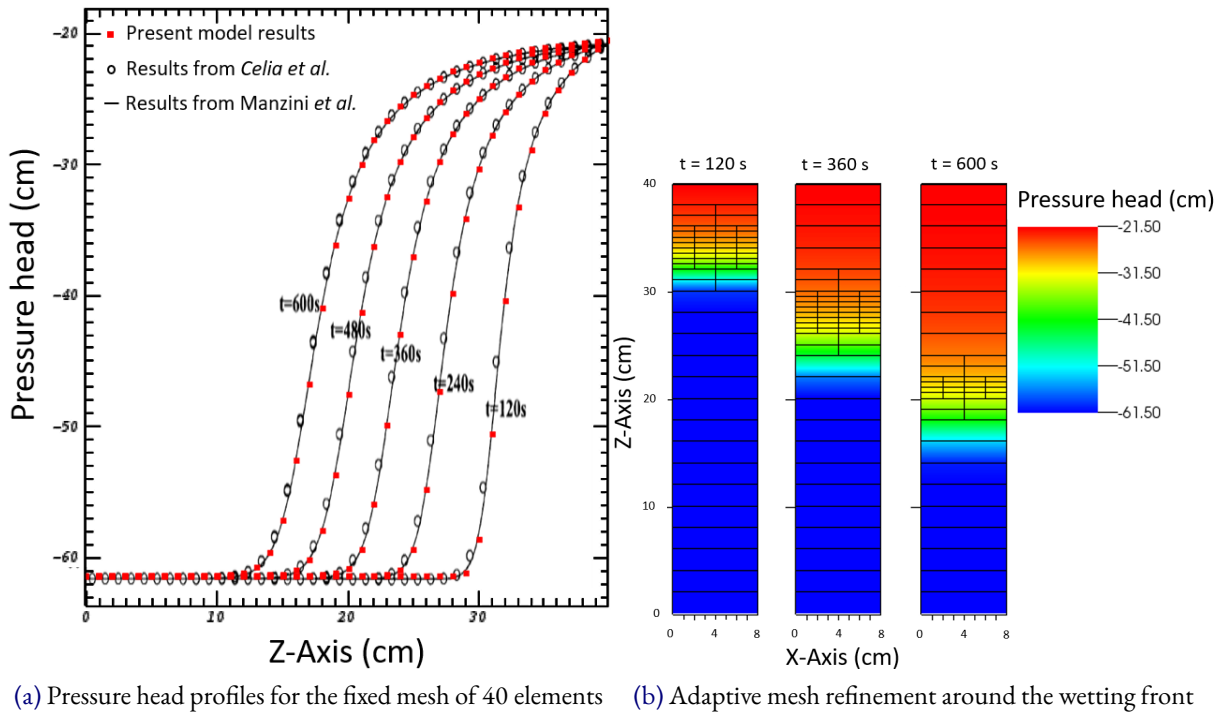 Present model results
Results from Celia et al.
Results from Manzini et al.
-20
-30
-40
-50
-60
t=600s
t=480s
t=360s
t=240s
t=120s
0
10
20
30
Pressure head (cm)
Z-Axis (cm)
t = 120 s
t = 360 s
t = 600 s
40
30
20
10
0
Z-Axis (cm)
0 4 8
0 4 8
0 4 8
X-Axis (cm)
Pressure head (cm)
-21.50
-31.50
-41.50
-51.50
-61.50
(a) Pressure head profiles for the fixed mesh of 40 elements
(b) Adaptive mesh refinement around the wetting front